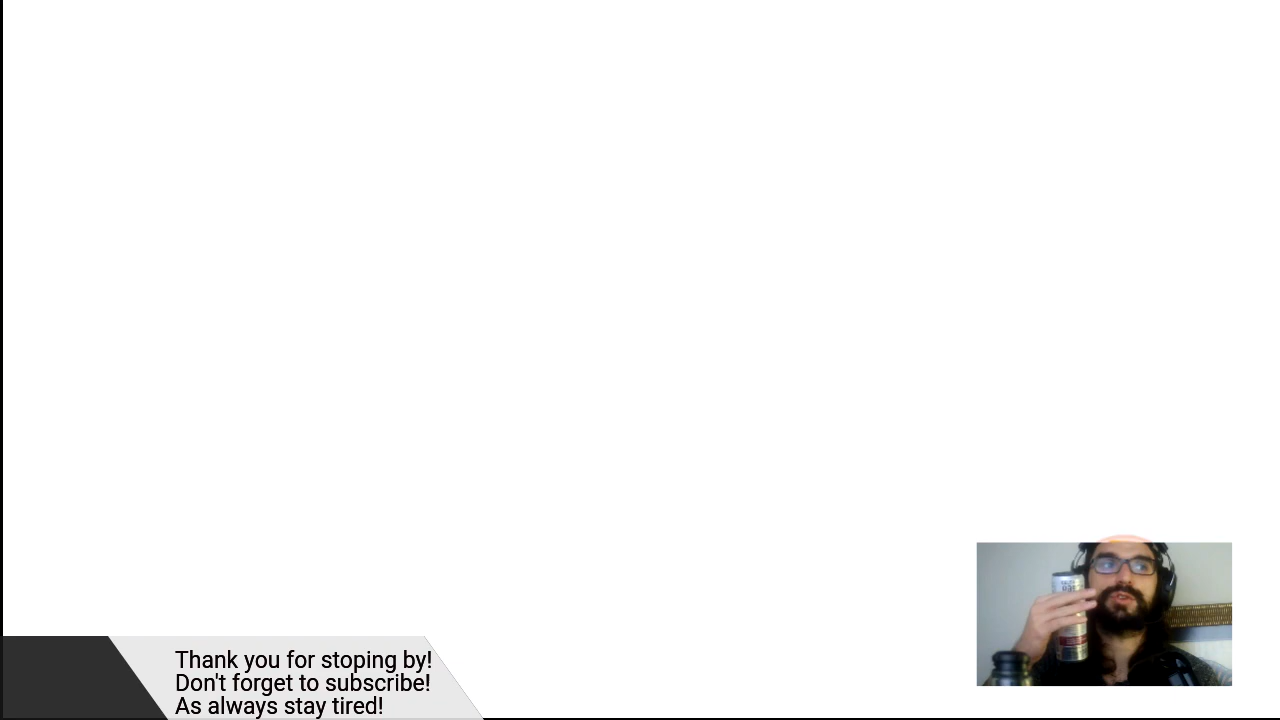 Thank you for stoping by!
Don't forget to subscribe!
As always stay tired!